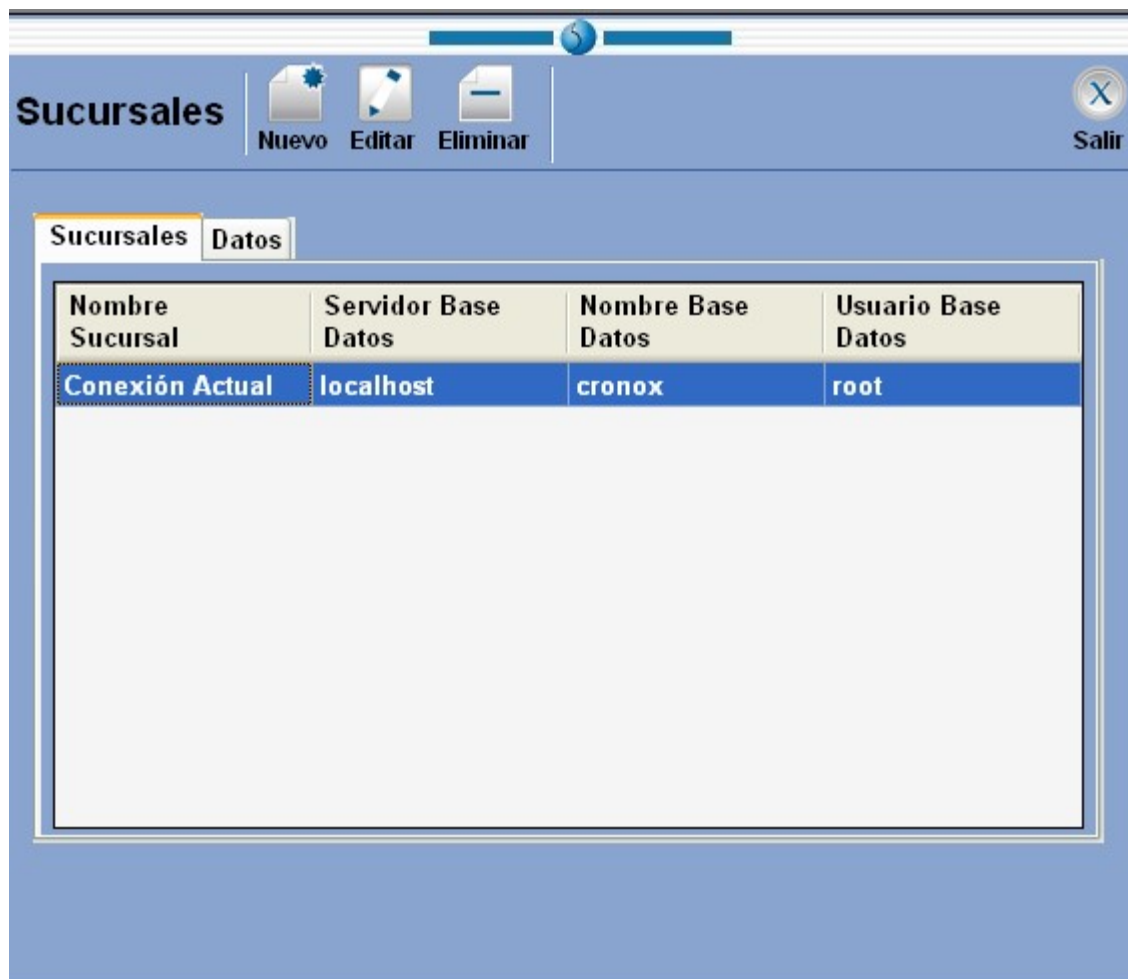 Sucursales
Nuevo Editar Eliminar
X
Salir
Sucursales Datos
Nombre Sucursal Servidor Base Datos Nombre Base Datos Usuario Base Datos
Conexión Actual localhost cronox root